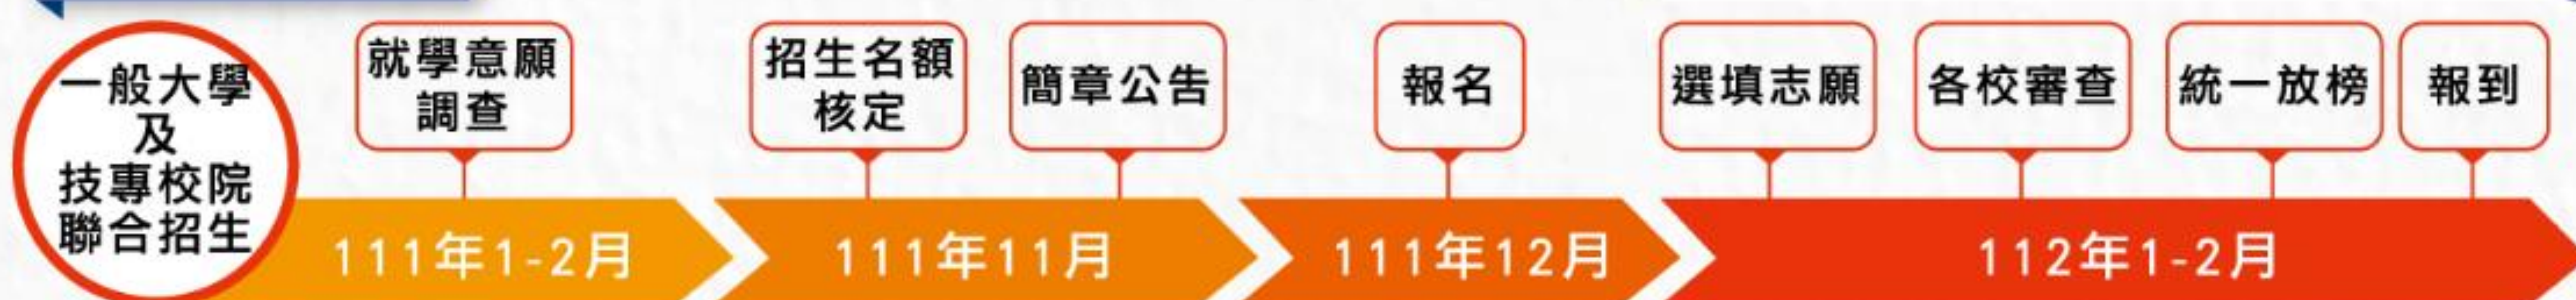 一般大學
及
技專校院
聯合招生
就學意願
調查
招生名額
核定
簡章公告
報名
選填志願
各校審查
統一放榜
報到
111年1-2月
111年11月
111年12月
112年1-2月